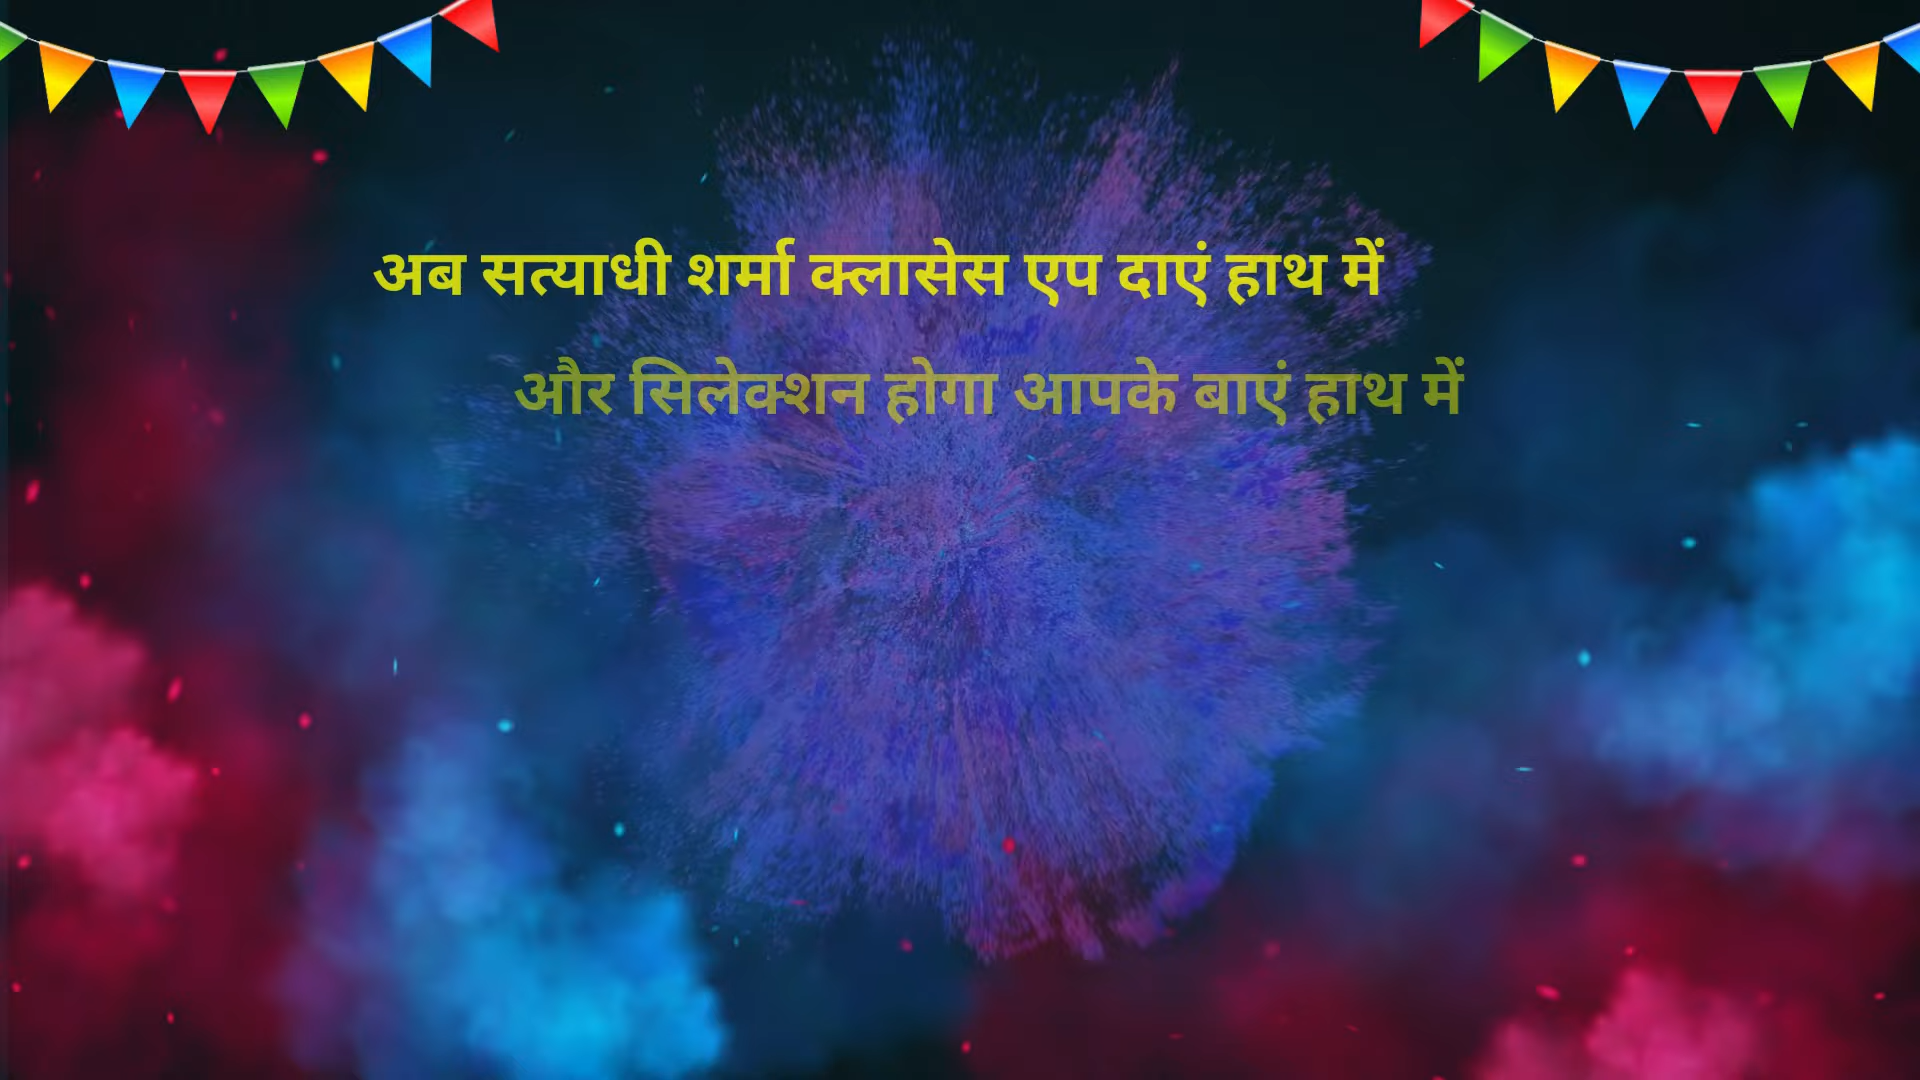 अब सत्याधी शर्मा क्लासेस एप दाएं हाथ में
और सिलेक्शन होगा आपके बाएं हाथ में